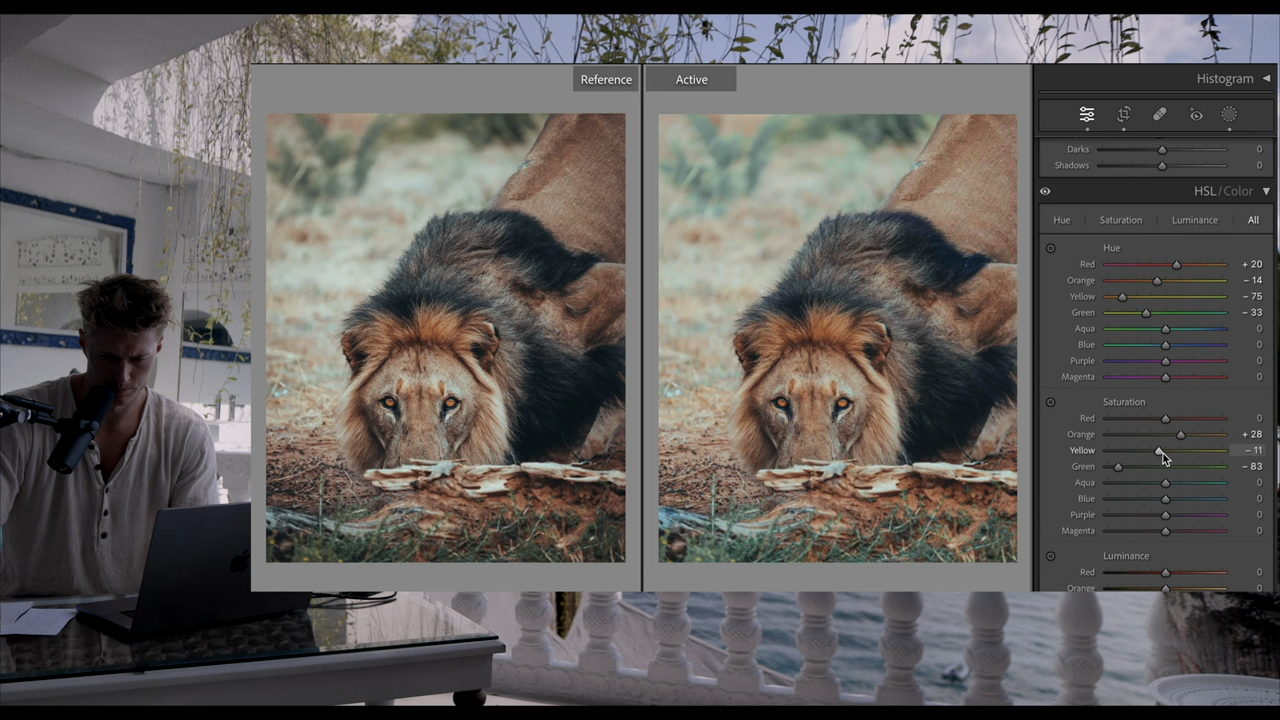 Reference
Active
Histogram
Darks 0
Shadows 0
HSL/Color
Hue Saturation Luminance All
Hue
Red + 20
Orange − 14
Yellow − 75
Green − 33
Aqua 0
Blue 0
Purple 0
Magenta 0
Saturation
Red 0
Orange + 28
Yellow − 11
Green − 83
Aqua 0
Blue 0
Purple 0
Magenta 0
Luminance
Red 0
Orange 0